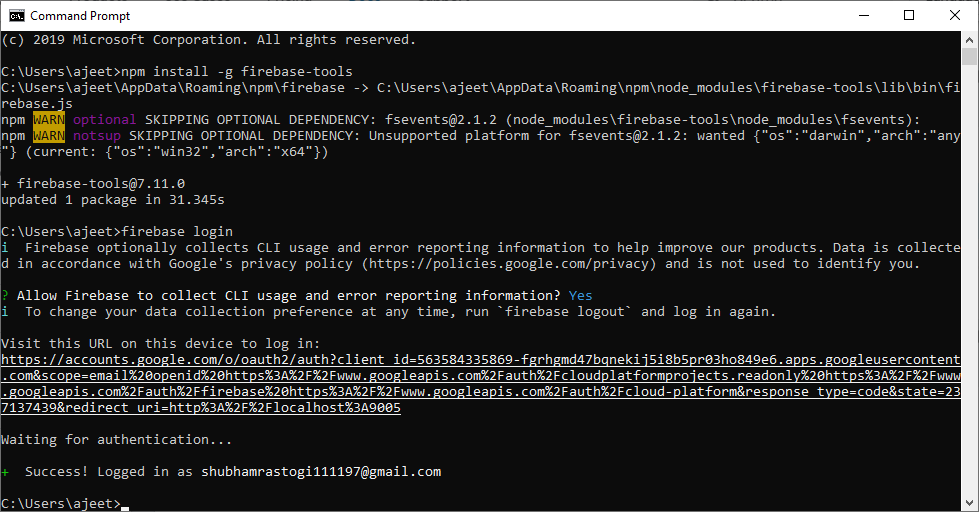 Command Prompt
(c) 2019 Microsoft Corporation. All rights reserved.
C:\Users\ajeet>npm install -g firebase-tools
C:\Users\ajeet\AppData\Roaming\npm\firebase -> C:\Users\ajeet\AppData\Roaming\npm\node_modules\firebase-tools\lib\bin\fi
rebase.js
npm WARN optional SKIPPING OPTIONAL DEPENDENCY: fsevents@2.1.2 (node_modules\firebase-tools\node_modules\fsevents):
npm WARN notsup SKIPPING OPTIONAL DEPENDENCY: Unsupported platform for fsevents@2.1.2: wanted {"os":"darwin","arch":"any
"} (current: {"os":"win32","arch":"x64"})
+ firebase-tools@7.11.0
updated 1 package in 31.345s
C:\Users\ajeet>firebase login
i  Firebase optionally collects CLI usage and error reporting information to help improve our products. Data is collecte
d in accordance with Google's privacy policy (https://policies.google.com/privacy) and is not used to identify you.
? Allow Firebase to collect CLI usage and error reporting information? Yes
i  To change your data collection preference at any time, run `firebase logout` and log in again.
Visit this URL on this device to log in:
https://accounts.google.com/o/oauth2/auth?client_id=563584335869-fgrhgmd47bqnekij5i8b5pr03ho849e6.apps.googleusercontent
.com&scope=email%20openid%20https%3A%2F%2Fwww.googleapis.com%2Fauth%2Fcloudplatformprojects.readonly%20https%3A%2F%2Fwww
.googleapis.com%2Fauth%2Ffirebase%20https%3A%2F%2Fwww.googleapis.com%2Fauth%2Fcloud-platform&response_type=code&state=23
7137439&redirect_uri=http%3A%2F%2Flocalhost%3A9005
Waiting for authentication...
+  Success! Logged in as shubhamrastogi111197@gmail.com
C:\Users\ajeet>